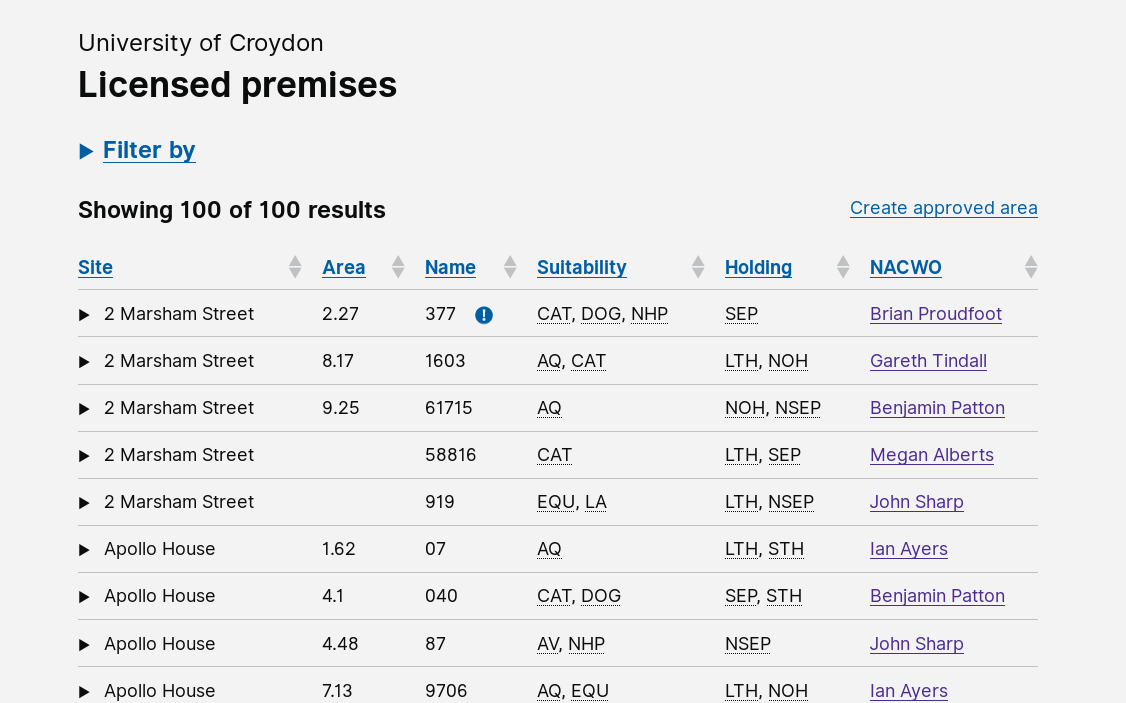 University of Croydon
Licensed premises
Filter by
Showing 100 of 100 results
Create approved area
Site Area Name Suitability Holding NACWO
2 Marsham Street 2.27 377 ! CAT, DOG, NHP SEP Brian Proudfoot
2 Marsham Street 8.17 1603 AQ, CAT LTH, NOH Gareth Tindall
2 Marsham Street 9.25 61715 AQ NOH, NSEP Benjamin Patton
2 Marsham Street 58816 CAT LTH, SEP Megan Alberts
2 Marsham Street 919 EQU, LA LTH, NSEP John Sharp
Apollo House 1.62 07 AQ LTH, STH Ian Ayers
Apollo House 4.1 040 CAT, DOG SEP, STH Benjamin Patton
Apollo House 4.48 87 AV, NHP NSEP John Sharp
Apollo House 7.13 9706 AQ, EQU LTH, NOH Ian Ayers